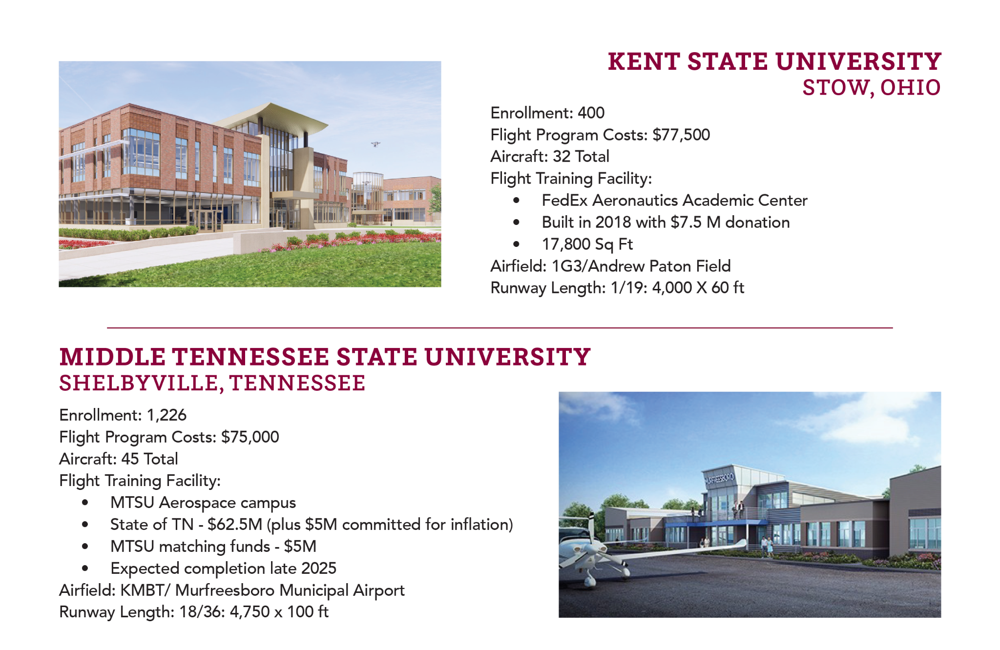 KENT STATE UNIVERSITY
STOW, OHIO
Enrollment: 400
Flight Program Costs: $77,500
Aircraft: 32 Total
Flight Training Facility:
• FedEx Aeronautics Academic Center
• Built in 2018 with $7.5 M donation
• 17,800 Sq Ft
Airfield: 1G3/Andrew Paton Field
Runway Length: 1/19: 4,000 X 60 ft
MIDDLE TENNESSEE STATE UNIVERSITY
SHELBYVILLE, TENNESSEE
Enrollment: 1,226
Flight Program Costs: $75,000
Aircraft: 45 Total
Flight Training Facility:
• MTSU Aerospace campus
• State of TN - $62.5M (plus $5M committed for inflation)
• MTSU matching funds - $5M
• Expected completion late 2025
Airfield: KMBT/ Murfreesboro Municipal Airport
Runway Length: 18/36: 4,750 x 100 ft
MURFREESBORO